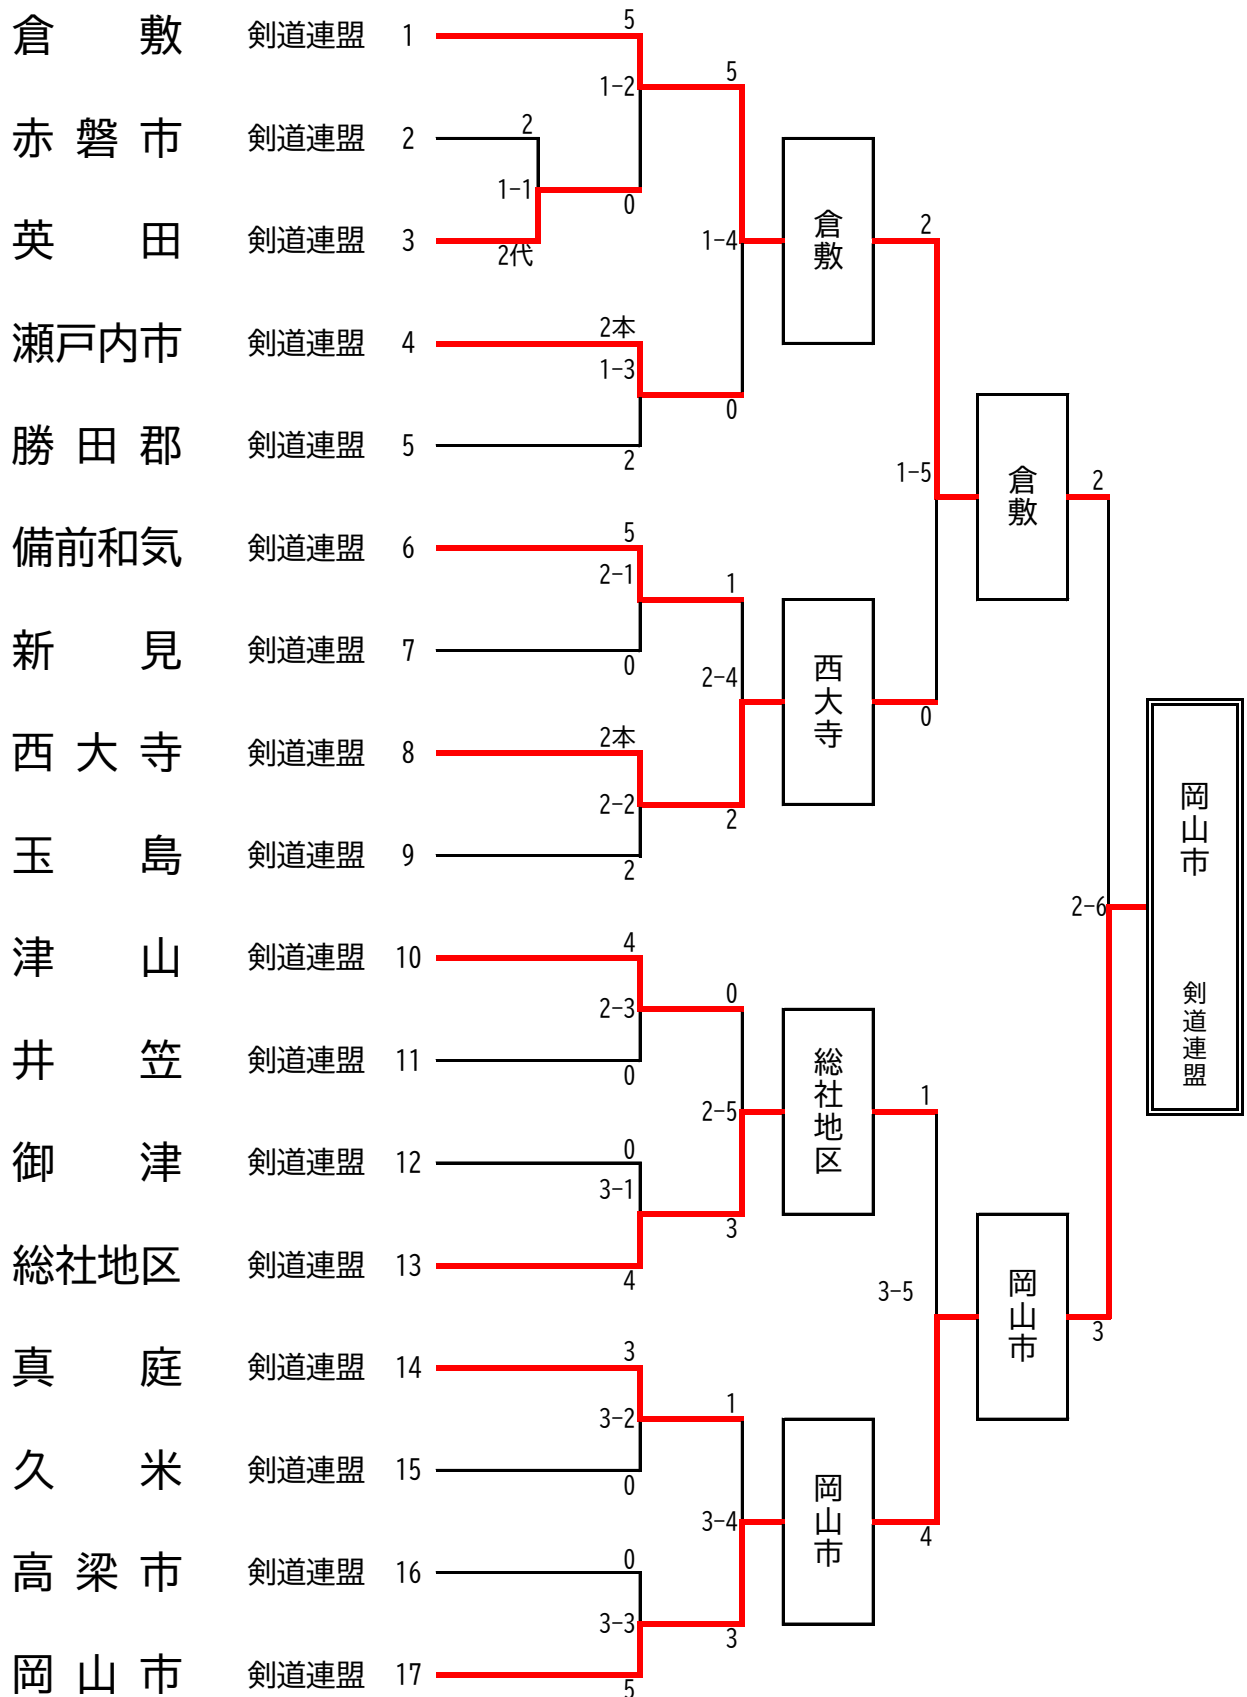 倉敷 剣道連盟 1
赤磐市 剣道連盟 2
英田 剣道連盟 3
瀬戸内市 剣道連盟 4
勝田郡 剣道連盟 5
備前和気 剣道連盟 6
新見 剣道連盟 7
西大寺 剣道連盟 8
玉島 剣道連盟 9
津山 剣道連盟 10
井笠 剣道連盟 11
御津 剣道連盟 12
総社地区 剣道連盟 13
真庭 剣道連盟 14
久米 剣道連盟 15
高梁市 剣道連盟 16
岡山市 剣道連盟 17
2
1-1
2代
5
1-2
0
2本
1-3
2
5
2-1
0
2本
2-2
2
4
2-3
0
0
3-1
4
3
3-2
0
0
3-3
5
5
1-4
0
1
2-4
2
0
2-5
3
1
3-4
3
倉敷
西大寺
総社地区
岡山市
2
1-5
0
1
3-5
4
倉敷
岡山市
2
2-6
3
岡山市 剣道連盟